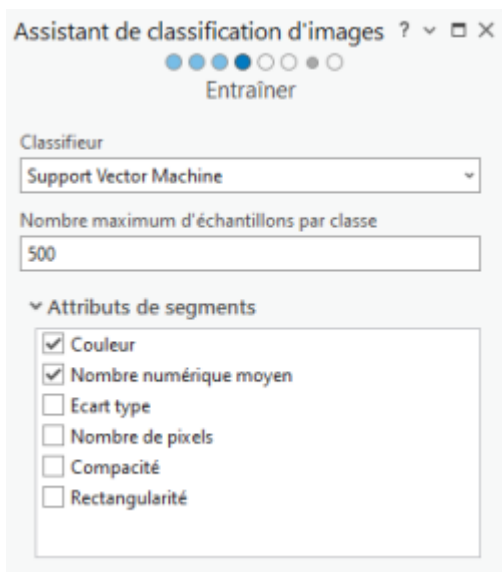 Assistant de classification d'images ?
Entraîner
Classifieur
Support Vector Machine
Nombre maximum d'échantillons par classe
500
Attributs de segments
Couleur
Nombre numérique moyen
Ecart type
Nombre de pixels
Compacité
Rectangularité